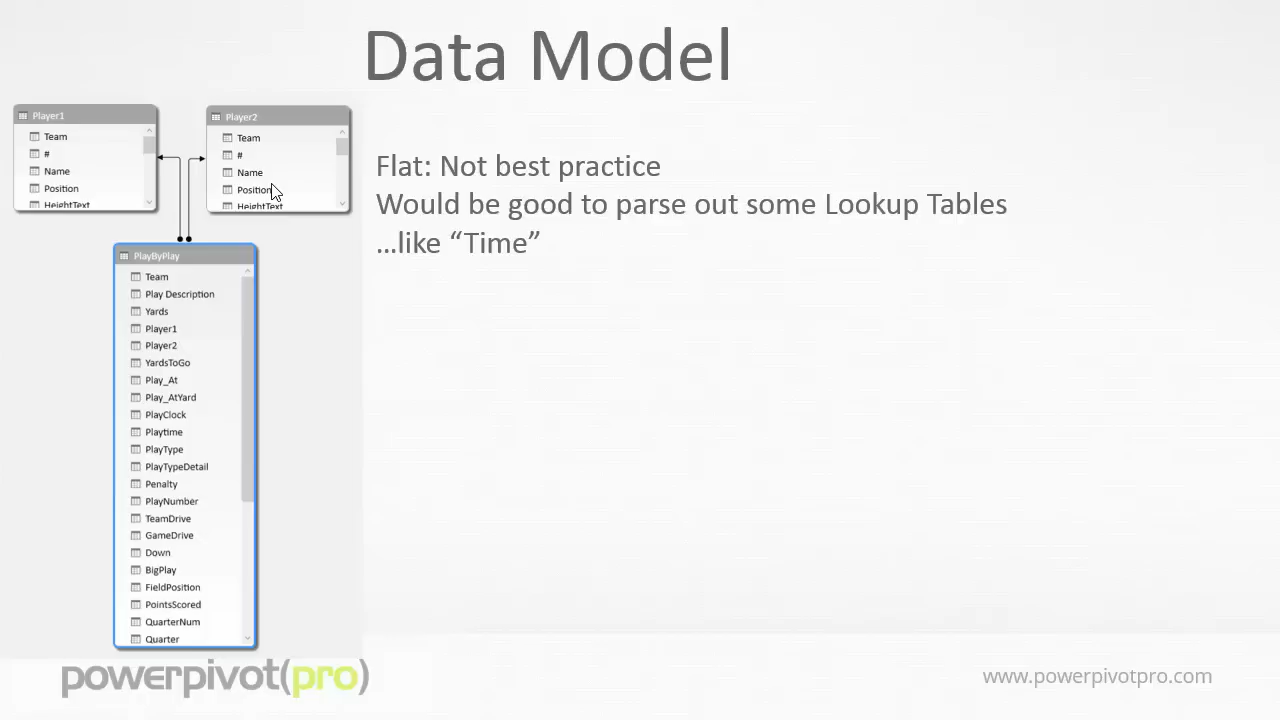 Data Model
Player1
Team
#
Name
Position
HeightText
Player2
Team
#
Name
Position
HeightText
Flat: Not best practice
Would be good to parse out some Lookup Tables
...like “Time”
PlayByPlay
Team
Play Description
Yards
Player1
Player2
YardsToGo
Play_At
Play_AtYard
PlayClock
Playtime
PlayType
PlayTypeDetail
Penalty
PlayNumber
TeamDrive
GameDrive
Down
BigPlay
FieldPosition
PointsScored
QuarterNum
Quarter
powerpivot(pro)
www.powerpivotpro.com